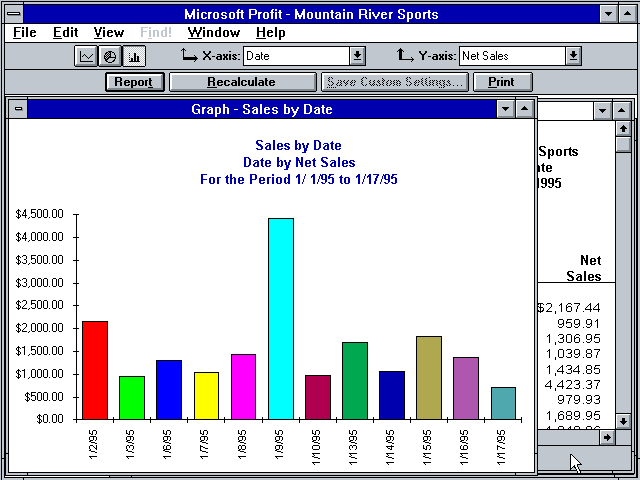 Microsoft Profit - Mountain River Sports
File Edit View Find! Window Help
X-axis: Date Y-axis: Net Sales
Report Recalculate Save Custom Settings... Print
Graph - Sales by Date
Sales by Date
Date by Net Sales
For the Period 1/ 1/95 to 1/17/95
$4,500.00
$4,000.00
$3,500.00
$3,000.00
$2,500.00
$2,000.00
$1,500.00
$1,000.00
$500.00
$0.00
1/2/95 1/3/95 1/6/95 1/7/95 1/8/95 1/9/95 1/10/95 1/13/95 1/14/95 1/15/95 1/16/95 1/17/95
Sports
1995
Net
Sales
$2,167.44
959.91
1,306.95
1,039.87
1,434.85
4,423.37
979.93
1,689.95